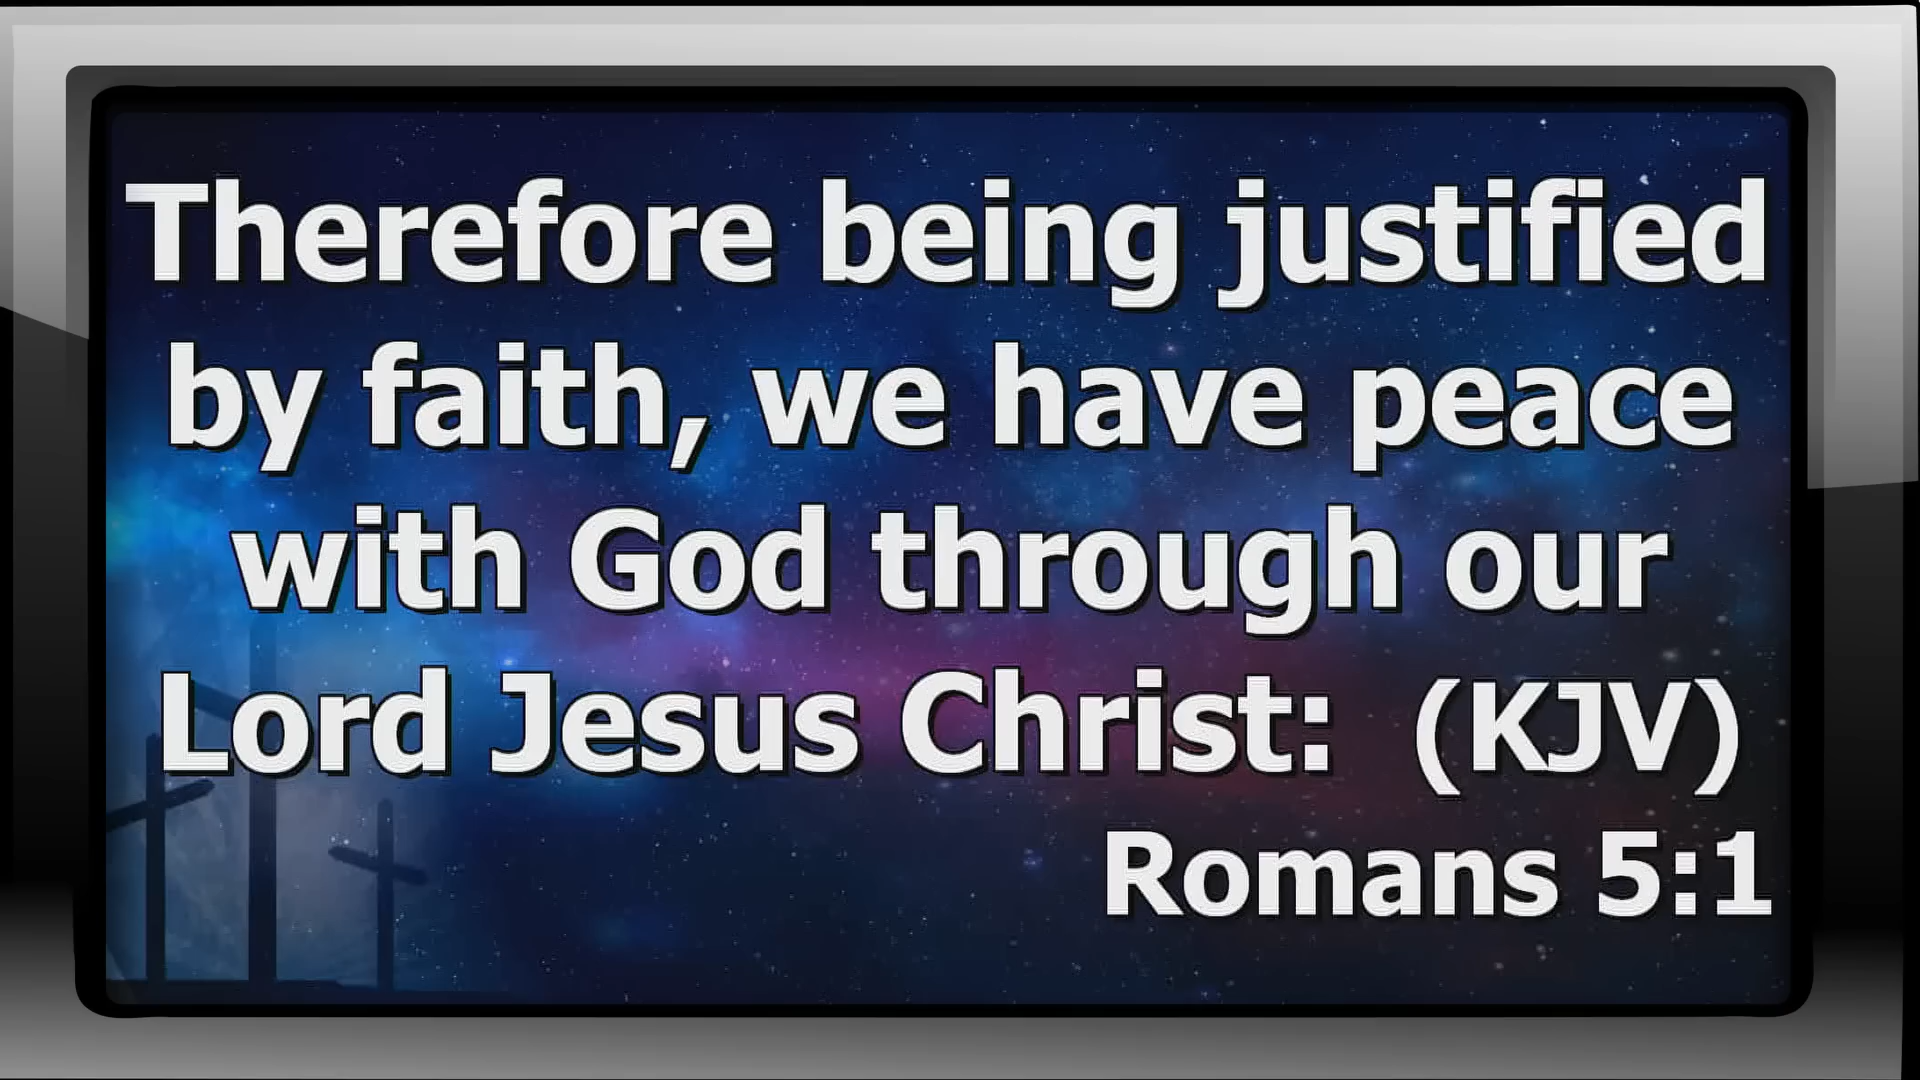 Therefore being justified
by faith, we have peace
with God through our
Lord Jesus Christ:  (KJV)
Romans 5:1